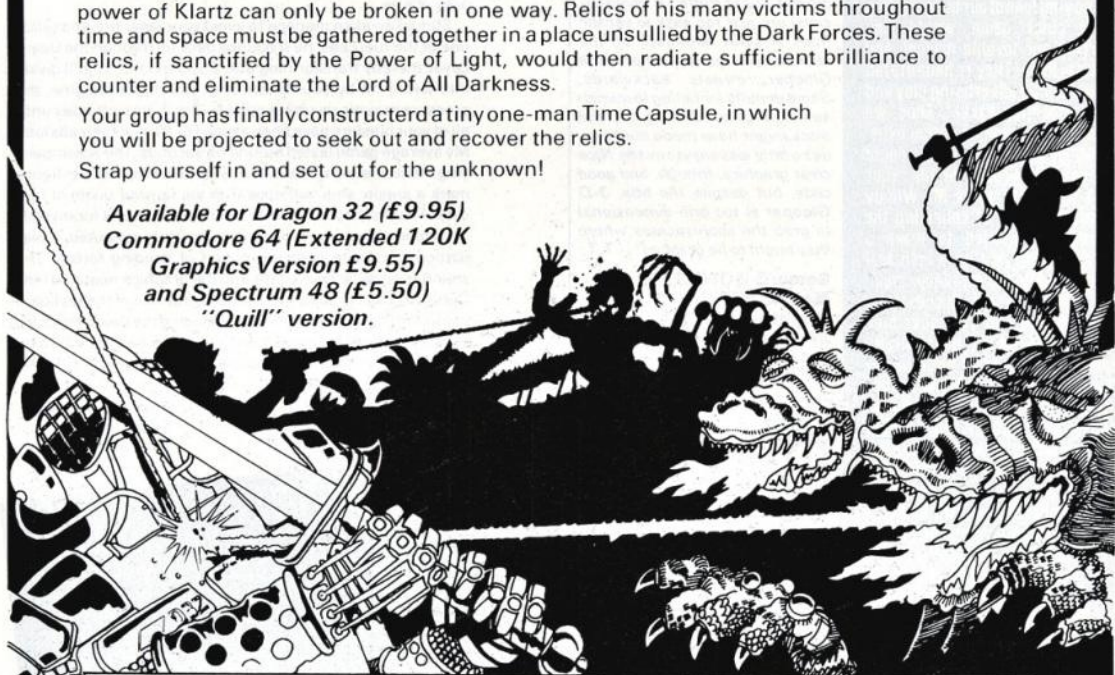 power of Klartz can only be broken in one way. Relics of his many victims throughout
time and space must be gathered together in a place unsullied by the Dark Forces. These
relics, if sanctified by the Power of Light, would then radiate sufficient brilliance to
counter and eliminate the Lord of All Darkness.
Your group has finally constructerd a tiny one-man Time Capsule, in which
you will be projected to seek out and recover the relics.
Strap yourself in and set out for the unknown!
Available for Dragon 32 (£9.95)
Commodore 64 (Extended 120K
Graphics Version £9.55)
and Spectrum 48 (£5.50)
"Quill" version.